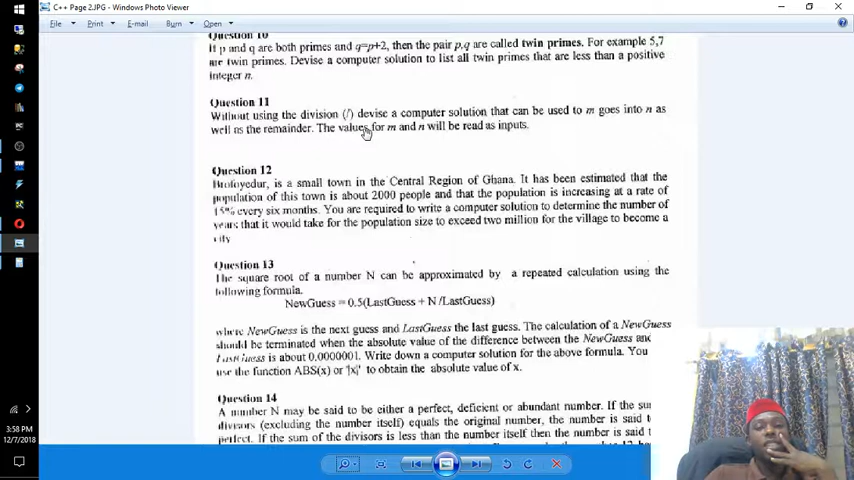 C++ Page 2.JPG - Windows Photo Viewer
File Print E-mail Burn Open
Question 10
If p and q are both primes and q=p+2, then the pair p,q are called twin primes. For example 5,7
are twin primes. Devise a computer solution to list all twin primes that are less than a positive
integer n.
Question 11
Without using the division (/) devise a computer solution that can be used to m goes into n as
well as the remainder. The values for m and n will be read as inputs.
Question 12
Brofoyedur, is a small town in the Central Region of Ghana. It has been estimated that the
population of this town is about 2000 people and that the population is increasing at a rate of
15% every six months. You are required to write a computer solution to determine the number of
years that it would take for the population size to exceed two million for the village to become a
city
Question 13
The square root of a number N can be approximated by a repeated calculation using the
following formula.
NewGuess = 0.5(LastGuess + N /LastGuess)
where NewGuess is the next guess and LastGuess the last guess. The calculation of a NewGuess
should be terminated when the absolute value of the difference between the NewGuess and
LastGuess is about 0.0000001. Write down a computer solution for the above formula. You
use the function ABS(x) or '|x|' to obtain the absolute value of x.
Question 14
A number N may be said to be either a perfect, deficient or abundant number. If the su
divisors (excluding the number itself) equals the original number, the number is said t
perfect. If the sum of the divisors is less than the number itself then the number is said
3:58 PM
12/7/2018